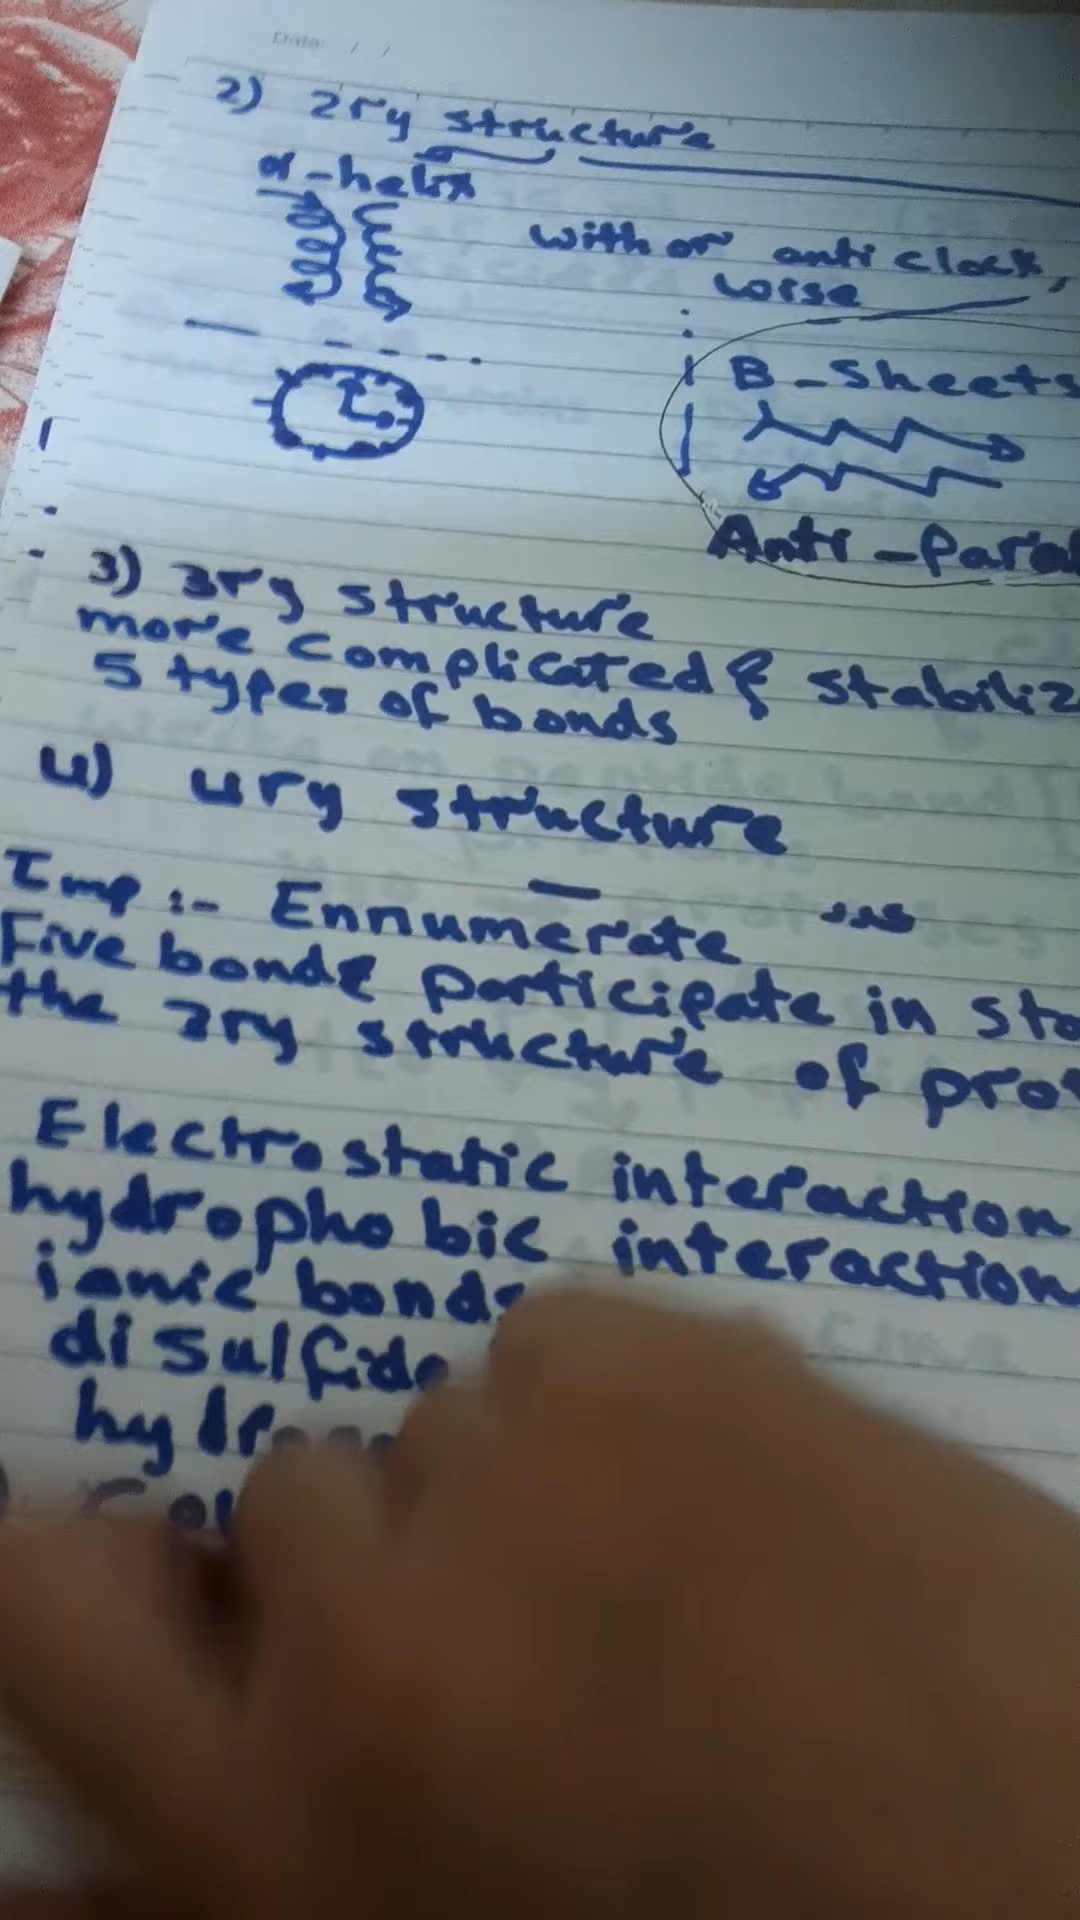 Date: / /
2) 2ry structure
α-helix
with or anti clock,
wise
B-Sheets
Anti-Paral
3) 3ry structure
more complicated & stabiliz
5 types of bonds
4) 4ry structure
Imp :- Ennumerate
Five bonds participate in sta
the 3ry structure of prot
Electrostatic interaction
hydrophobic interaction
ionic bonds
disulfide
hydro